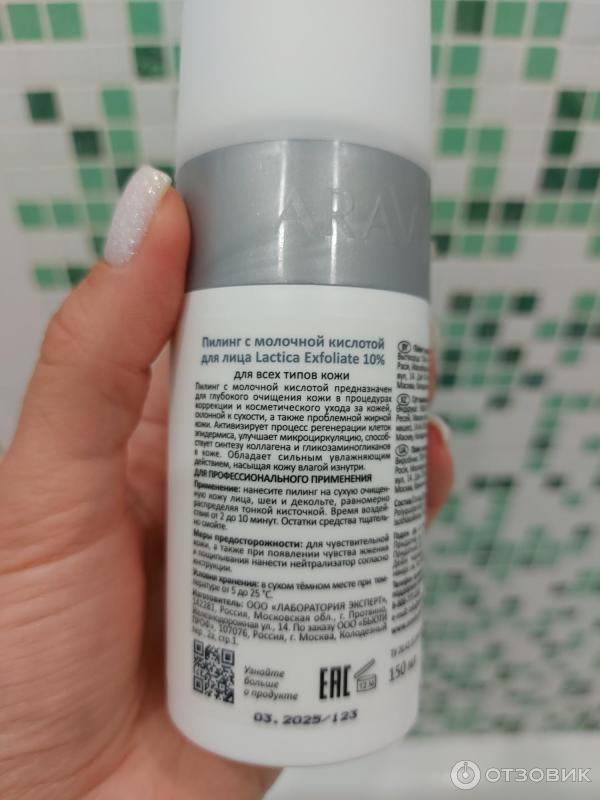 ARAV
Пилинг с молочной кислотой
для лица Lactica Exfoliate 10%
для всех типов кожи
Пилинг с молочной кислотой предназначен
для глубокого очищения кожи в процедурах
коррекции и косметического ухода за кожей,
склонной к сухости, а также проблемной жирной
кожи. Активизирует процесс регенерации клеток
эпидермиса, улучшает микроциркуляцию, способ-
ствует синтезу коллагена и гликозаминогликанов
в коже. Обладает сильным увлажняющим
действием, насыщая кожу влагой изнутри.
ДЛЯ ПРОФЕССИОНАЛЬНОГО ПРИМЕНЕНИЯ
Применение: нанесите пилинг на сухую очищен-
ную кожу лица, шеи и декольте, равномерно
распределяя тонкой кисточкой. Время воздей-
ствия от 2 до 10 минут. Остатки средства тщатель-
но смойте.
Меры предосторожности: для чувствительной
кожи, а также при появлении чувства жжения
и пощипывания нанести нейтрализатор согласно
инструкции.
Условия хранения: в сухом тёмном месте при тем-
пературе от 5 до 25 °С.
Изготовитель: ООО «ЛАБОРАТОРИЯ ЭКСПЕРТ»,
142281, Россия, Московская обл., г. Протвино,
Железнодорожная ул., 14. По заказу ООО «БЬЮТИ
ПРОФ», 107076, Россия, г. Москва, Колодезный
пер., 2а, стр.1.
Узнайте
больше
о продукте
EAC
12 M
150 мл
03. 2025/123
ОТЗОВИК